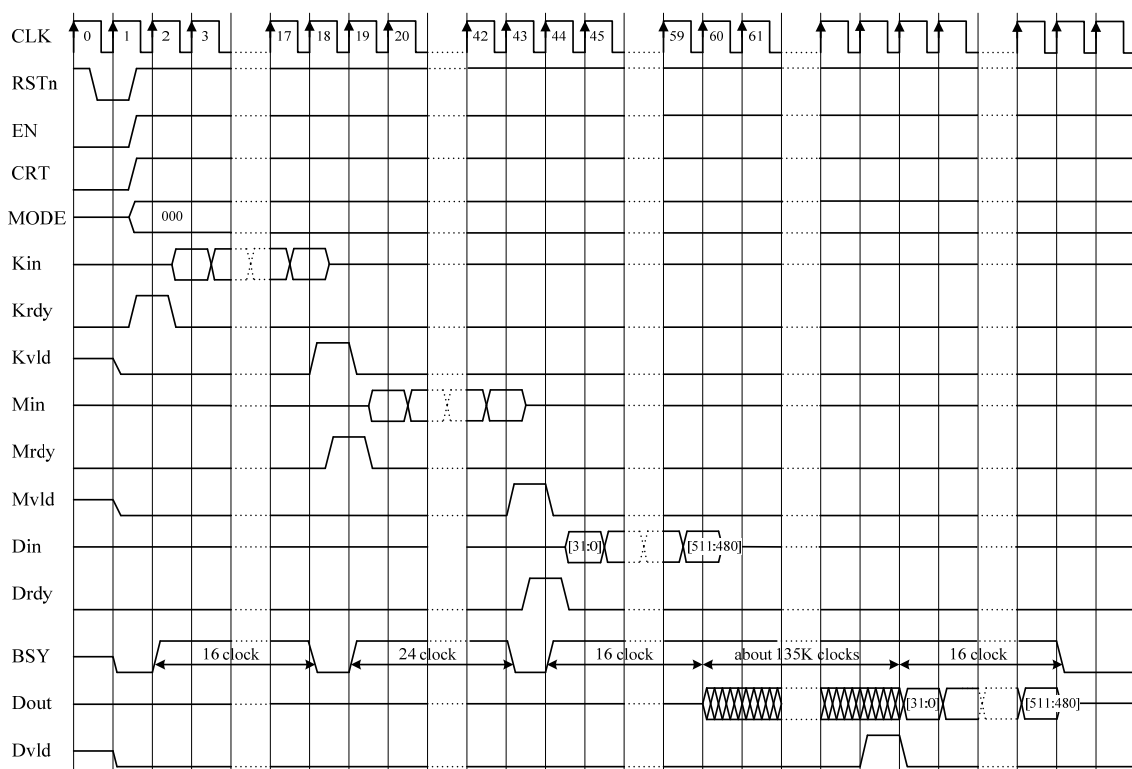 CLK 0 1 2 3 17 18 19 20 42 43 44 45 59 60 61
RSTn
EN
CRT
MODE 000
Kin
Krdy
Kvld
Min
Mrdy
Mvld
Din [31:0] [511:480]
Drdy
BSY 16 clock 24 clock 16 clock about 135K clocks 16 clock
Dout [31:0] [511:480]
Dvld